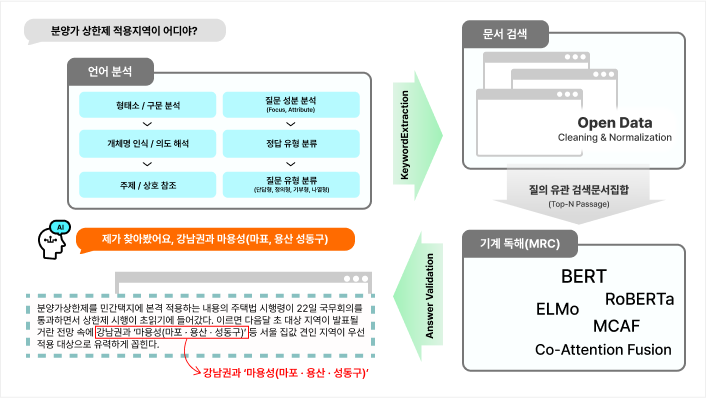 분양가 상한제 적용지역이 어디야?
언어 분석
형태소 / 구문 분석
개체명 인식 / 의도 해석
주제 / 상호 참조
질문 성분 분석
(Focus, Attribute)
정답 유형 분류
질문 유형 분류
(단답형, 정의형, 기부형, 나열형)
KeywordExtraction
문서 검색
Open Data
Cleaning & Normalization
질의 유관 검색문서집합
(Top-N Passage)
기계 독해(MRC)
BERT
RoBERTa
ELMo
MCAF
Co-Attention Fusion
Answer Validation
AI
제가 찾아봤어요, 강남권과 마용성(마표, 용산 성동구)
분양가상한제를 민간택지에 본격 적용하는 내용의 주택법 시행령이 22일 국무회의를
통과하면서 상한제 시행이 초읽기에 들어갔다. 이르면 다음달 초 대상 지역이 발표될
거란 전망 속에 강남권과 ‘마용성(마포 · 용산 · 성동구)’ 등 서울 집값 견인 지역이 우선
적용 대상으로 유력하게 꼽힌다.
강남권과 ‘마용성(마포 · 용산 · 성동구)’